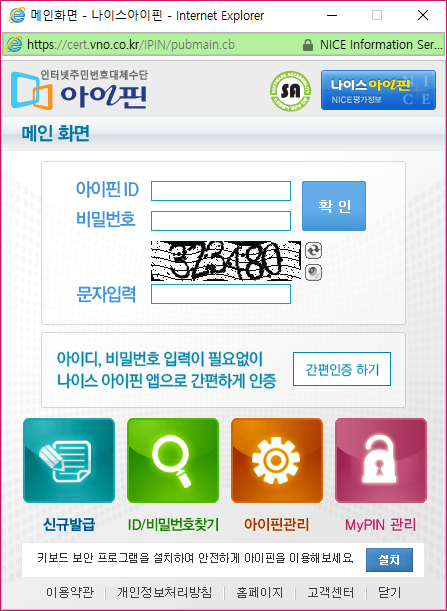 메인화면 - 나이스아이핀 - Internet Explorer
https://cert.vno.co.kr/IPIN/pubmain.cb NICE Information Ser...
인터넷주민번호대체수단
아이핀
SA
나이스 아이핀
NICE평가정보
NICE
메인 화면
아이핀 ID
비밀번호
확인
323480
문자입력
아이디, 비밀번호 입력이 필요없이
나이스 아이핀 앱으로 간편하게 인증
간편인증 하기
신규발급 ID/비밀번호찾기 아이핀관리 MyPIN 관리
키보드 보안 프로그램을 설치하여 안전하게 아이핀을 이용해보세요 설치
이용약관 | 개인정보처리방침 | 홈페이지 | 고객센터 | 닫기